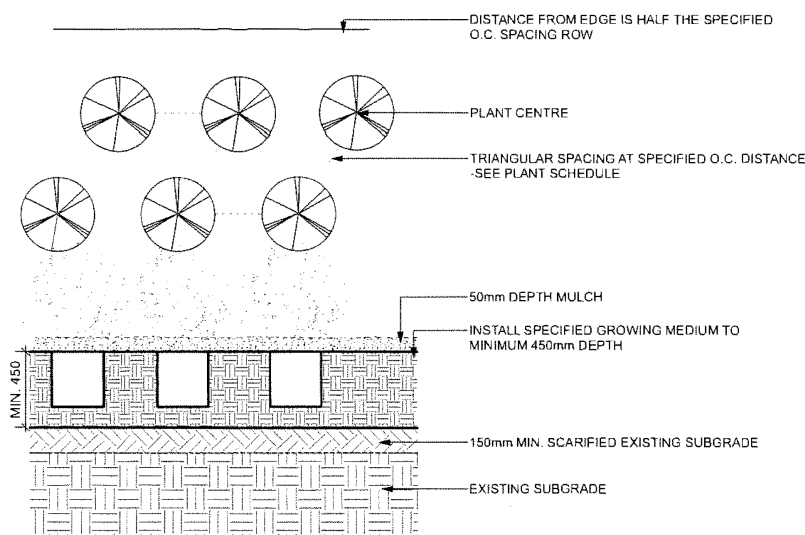 DISTANCE FROM EDGE IS HALF THE SPECIFIED
O.C. SPACING ROW
PLANT CENTRE
TRIANGULAR SPACING AT SPECIFIED O.C. DISTANCE
-SEE PLANT SCHEDULE
50mm DEPTH MULCH
INSTALL SPECIFIED GROWING MEDIUM TO
MINIMUM 450mm DEPTH
MIN. 450
150mm MIN. SCARIFIED EXISTING SUBGRADE
EXISTING SUBGRADE